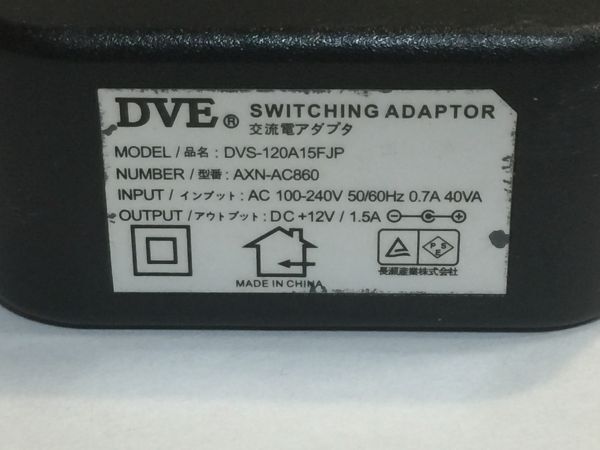 DVE® SWITCHING ADAPTOR
交流電アダプタ
MODEL / 品名 : DVS-120A15FJP
NUMBER / 型番 : AXN-AC860
INPUT / インプット : AC 100-240V 50/60Hz 0.7A 40VA
OUTPUT / アウトプット : DC +12V / 1.5A
P S E
MADE IN CHINA
長瀬産業株式会社